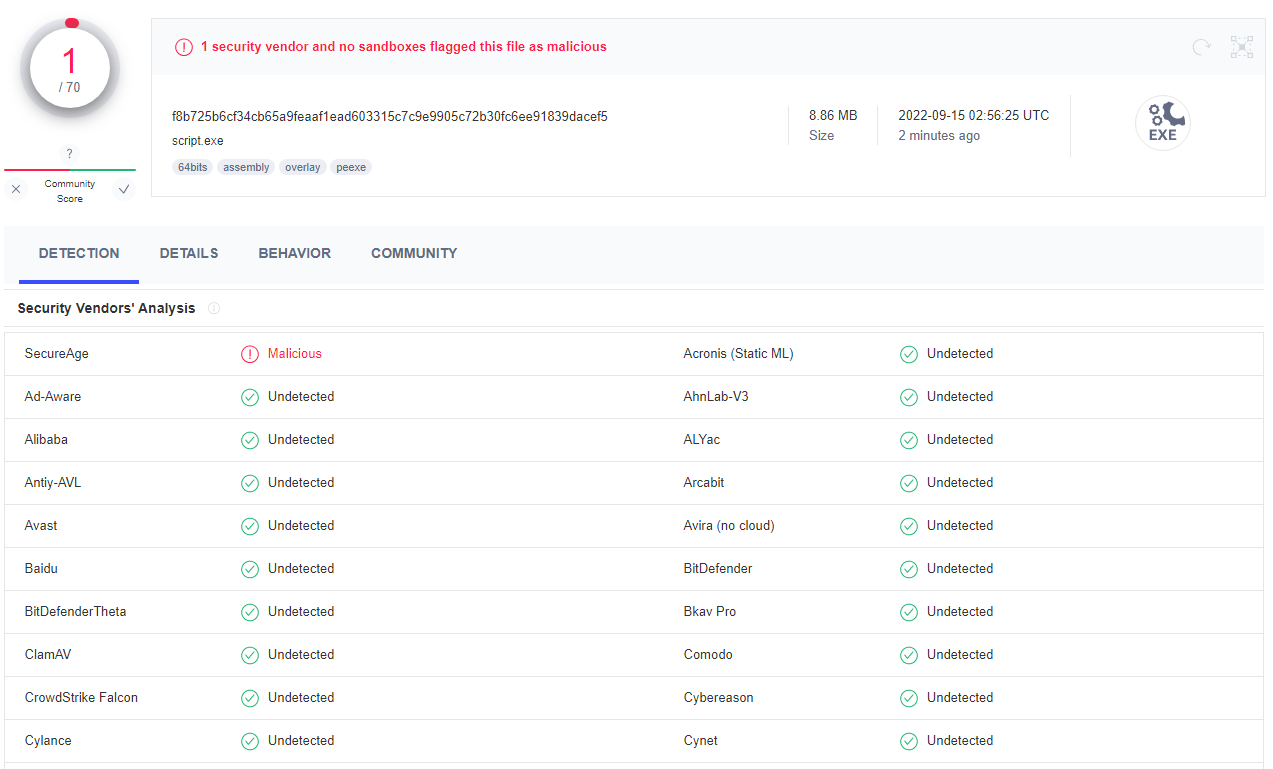 1
/ 70
?
Community
Score
1 security vendor and no sandboxes flagged this file as malicious
f8b725b6cf34cb65a9feaaf1ead603315c7c9e9905c72b30fc6ee91839dacef5
script.exe
64bits assembly overlay peexe
8.86 MB
Size
2022-09-15 02:56:25 UTC
2 minutes ago
EXE
DETECTION DETAILS BEHAVIOR COMMUNITY
Security Vendors' Analysis
SecureAge Malicious Acronis (Static ML) Undetected
Ad-Aware Undetected AhnLab-V3 Undetected
Alibaba Undetected ALYac Undetected
Antiy-AVL Undetected Arcabit Undetected
Avast Undetected Avira (no cloud) Undetected
Baidu Undetected BitDefender Undetected
BitDefenderTheta Undetected Bkav Pro Undetected
ClamAV Undetected Comodo Undetected
CrowdStrike Falcon Undetected Cybereason Undetected
Cylance Undetected Cynet Undetected